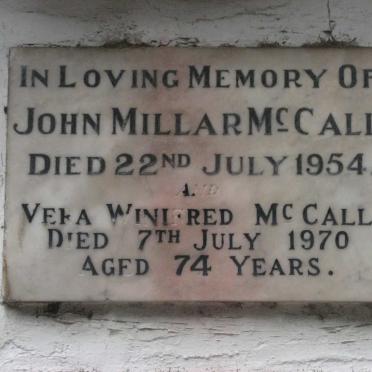 IN LOVING MEMORY OF
JOHN MILLAR MCCALL
DIED 22ND JULY 1954.
AND
VERA WINIFRED MCCALL
DIED 7TH JULY 1970
AGED 74 YEARS.